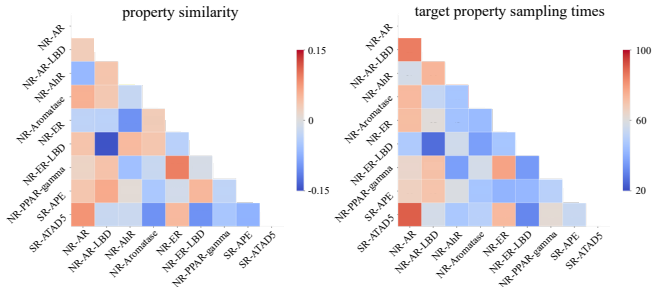 property similarity
NR-AR
NR-AR-LBD
NR-AhR
NR-Aromatase
NR-ER
NR-ER-LBD
NR-PPAR-gamma
SR-APE
SR-ATAD5
NR-AR
NR-AR-LBD
NR-AhR
NR-Aromatase
NR-ER
NR-ER-LBD
NR-PPAR-gamma
SR-APE
SR-ATAD5
0.15
0
-0.15
target property sampling times
NR-AR
NR-AR-LBD
NR-AhR
NR-Aromatase
NR-ER
NR-ER-LBD
NR-PPAR-gamma
SR-APE
SR-ATAD5
NR-AR
NR-AR-LBD
NR-AhR
NR-Aromatase
NR-ER
NR-ER-LBD
NR-PPAR-gamma
SR-APE
SR-ATAD5
100
60
20